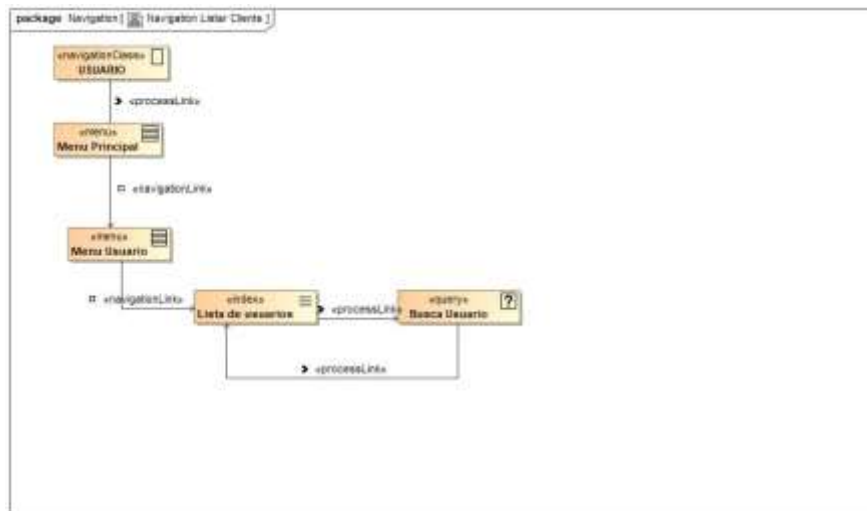 package Navigation [ Navigation Listar Cliente ]
«navigationClass»
USUARIO
«processLink»
«menu»
Menu Principal
«navigationLink»
«menu»
Menu Usuario
«navigationLink»
«index»
Lista de usuarios
«processLink»
«query»
Busca Usuario
«processLink»